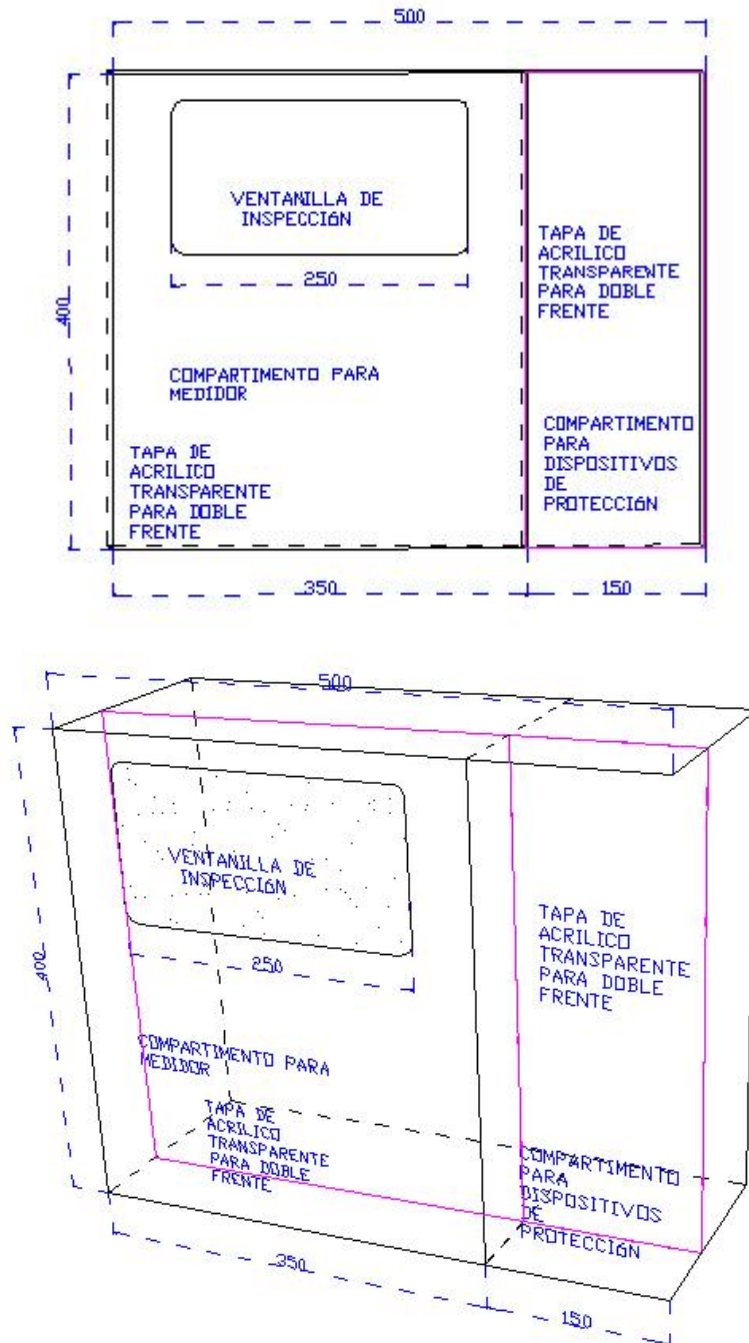 500
400
VENTANILLA DE
INSPECCIÓN
250
TAPA DE
ACRILICO
TRANSPARENTE
PARA DOBLE
FRENTE
COMPARTIMENTO PARA
MEDIDOR
TAPA DE
ACRILICO
TRANSPARENTE
PARA DOBLE
FRENTE
COMPARTIMENTO
PARA
DISPOSITIVOS
DE
PROTECCIÓN
350
150
500
400
VENTANILLA DE
INSPECCIÓN
250
TAPA DE
ACRILICO
TRANSPARENTE
PARA DOBLE
FRENTE
COMPARTIMENTO PARA
MEDIDOR
TAPA DE
ACRILICO
TRANSPARENTE
PARA DOBLE
FRENTE
COMPARTIMENTO
PARA
DISPOSITIVOS
DE
PROTECCIÓN
350
150